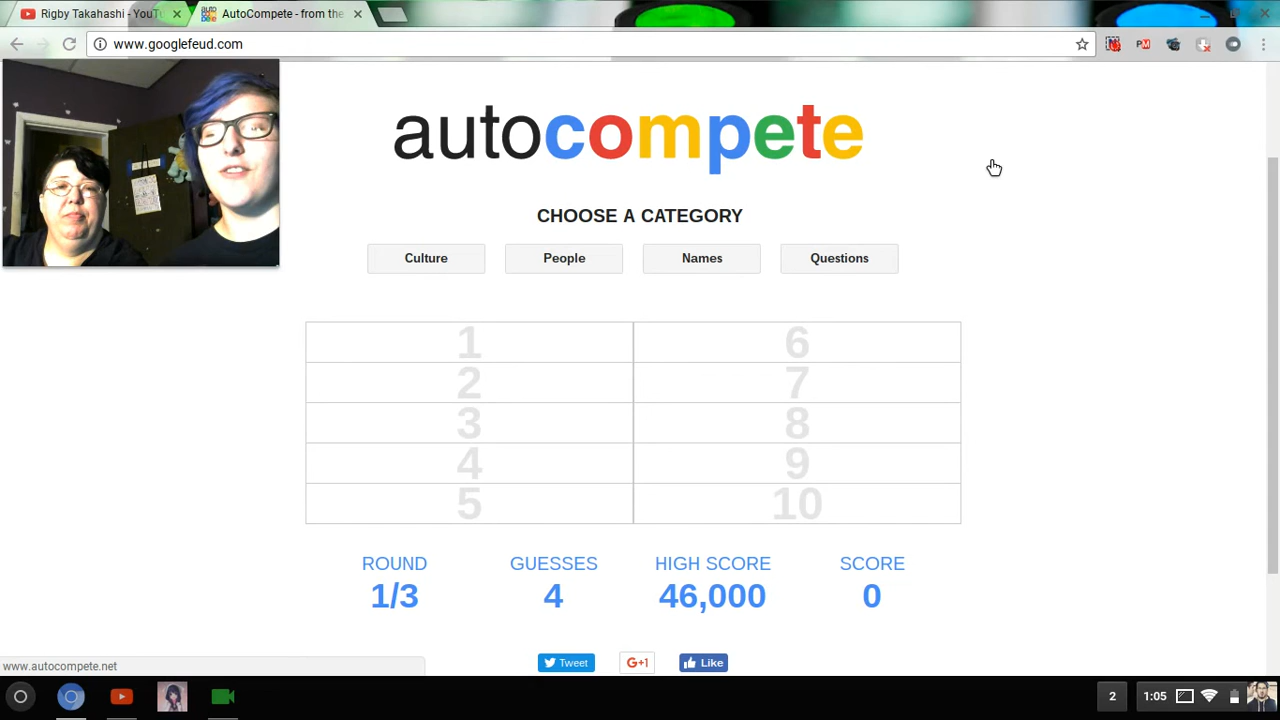 Rigby Takahashi - YouTu
AutoCompete - from the
www.googlefeud.com
autocompete
CHOOSE A CATEGORY
Culture
People
Names
Questions
1
6
2
7
3
8
4
9
5
10
ROUND
GUESSES
HIGH SCORE
SCORE
1/3
4
46,000
0
Tweet
G+1
Like
www.autocompete.net
2
1:05